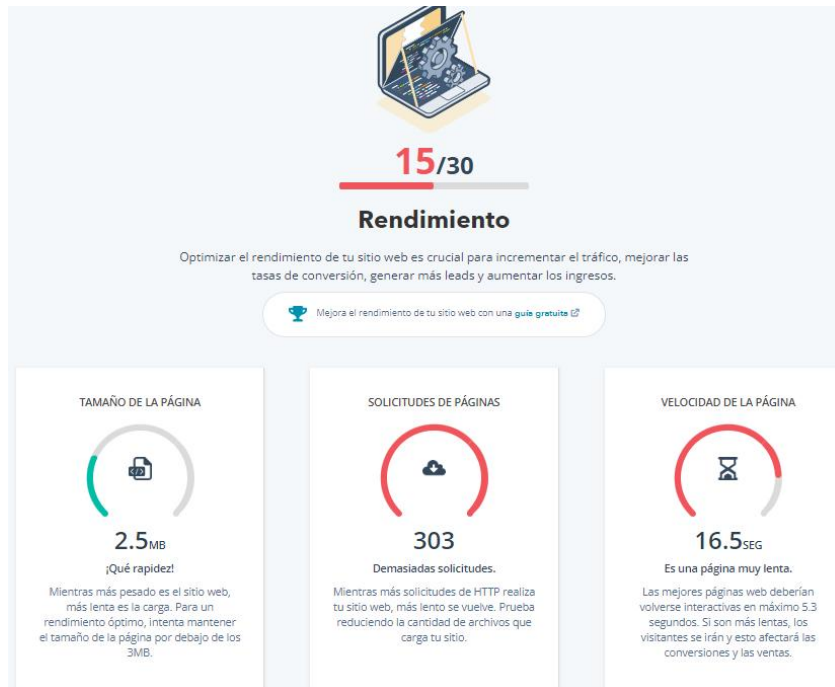 15/30
Rendimiento
Optimizar el rendimiento de tu sitio web es crucial para incrementar el tráfico, mejorar las
tasas de conversión, generar más leads y aumentar los ingresos.
Mejora el rendimiento de tu sitio web con una guía gratuita
TAMAÑO DE LA PÁGINA
2.5MB
¡Qué rapidez!
Mientras más pesado es el sitio web,
más lenta es la carga. Para un
rendimiento óptimo, intenta mantener
el tamaño de la página por debajo de los
3MB.
SOLICITUDES DE PÁGINAS
303
Demasiadas solicitudes.
Mientras más solicitudes de HTTP realiza
tu sitio web, más lento se vuelve. Prueba
reduciendo la cantidad de archivos que
carga tu sitio.
VELOCIDAD DE LA PÁGINA
16.5SEG
Es una página muy lenta.
Las mejores páginas web deberían
volverse interactivas en máximo 5.3
segundos. Si son más lentas, los
visitantes se irán y esto afectará las
conversiones y las ventas.